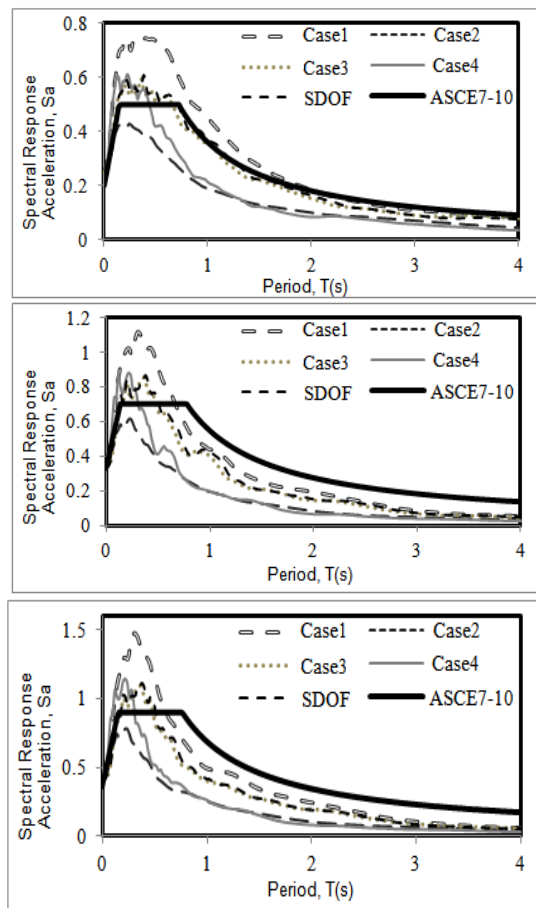 0.8
0.6
0.4
0.2
0
Spectral Response
Acceleration, Sa
Case1
Case2
Case3
Case4
SDOF
ASCE7-10
0 1 2 3 4
Period, T(s)
1.2
1
0.8
0.6
0.4
0.2
0
Spectral Response
Acceleration, Sa
Case1
Case2
Case3
Case4
SDOF
ASCE7-10
0 1 2 3 4
Period, T(s)
1.5
1
0.5
0
Spectral Response
Acceleration, Sa
Case1
Case2
Case3
Case4
SDOF
ASCE7-10
0 1 2 3 4
Period, T(s)